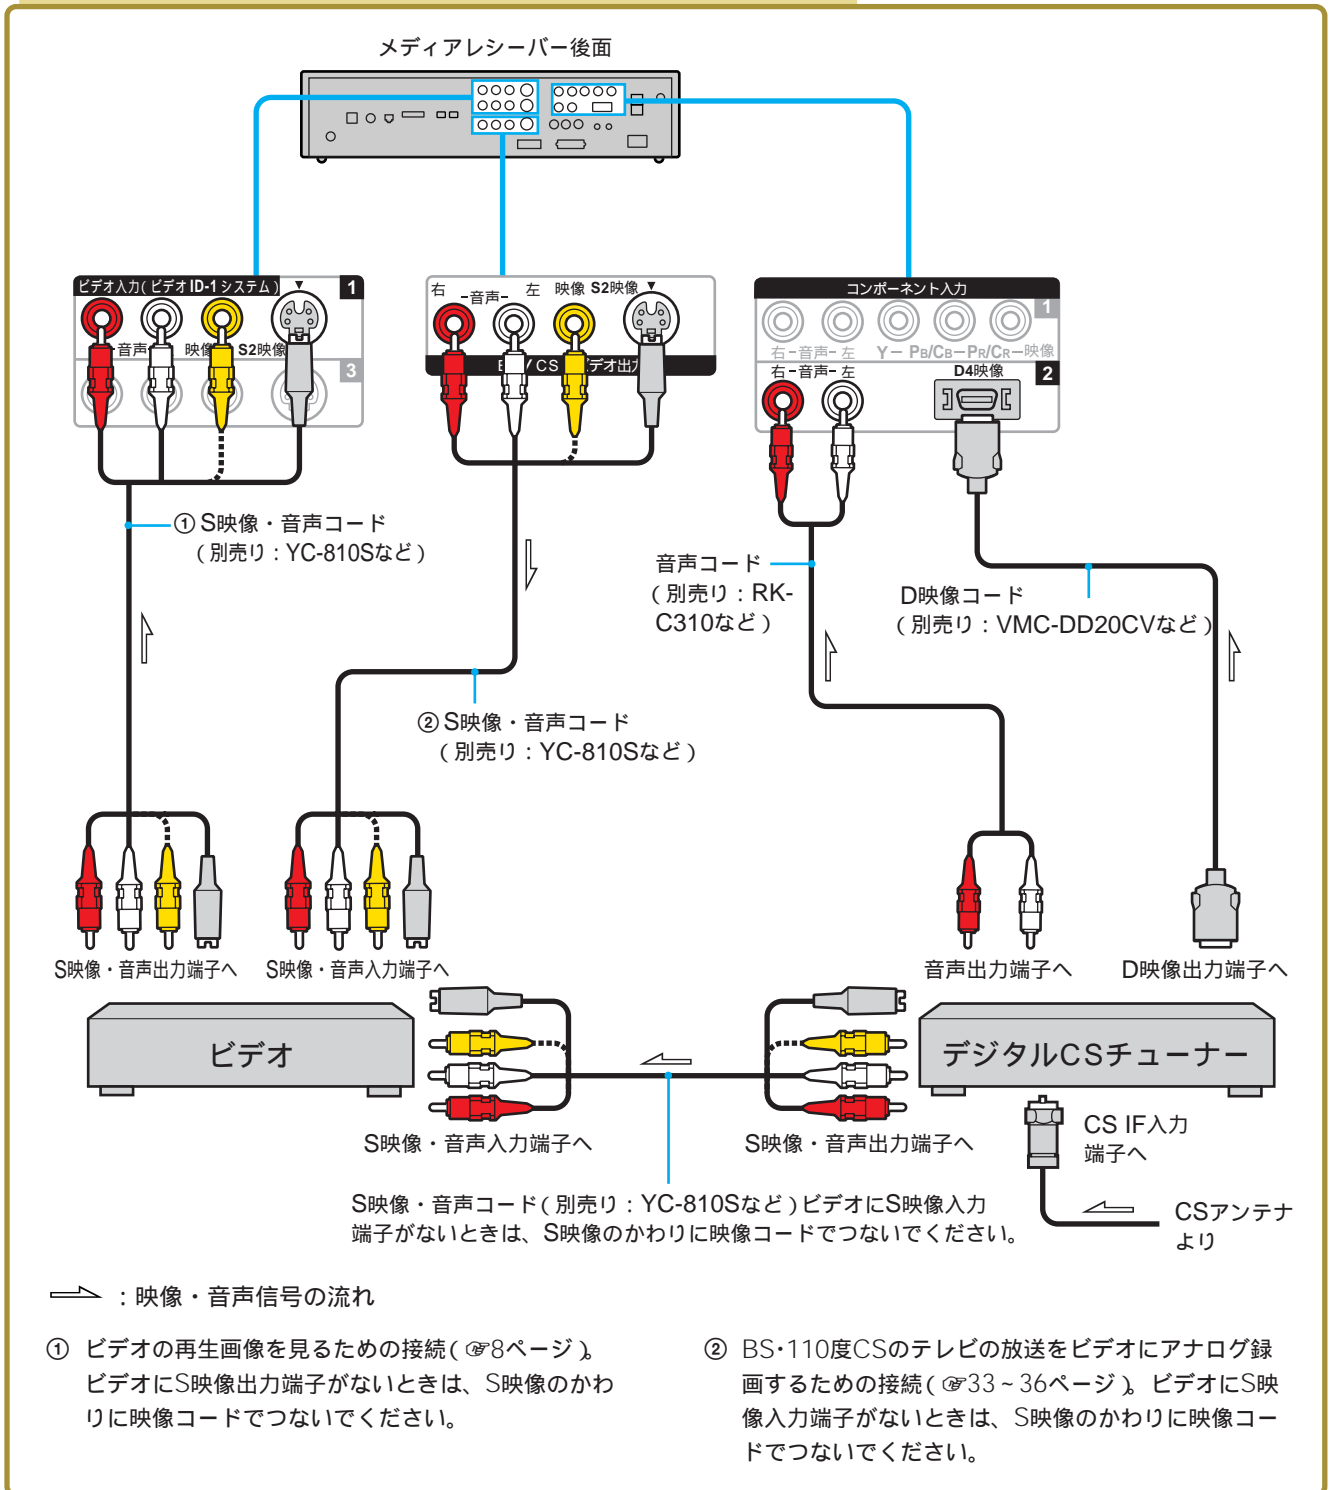 メディアレシーバー後面
ビデオ入力(ビデオID-1システム)
1
音声
映像
S2映像
3
右-音声-左 映像 S2映像
コンポーネント入力
1
右-音声-左 Y-PB/CB-PR/CR-映像
右-音声-左 D4映像 2
①S映像・音声コード
(別売り:YC-810Sなど)
音声コード
(別売り:RK-
C310など)
D映像コード
(別売り:VMC-DD20CVなど)
②S映像・音声コード
(別売り:YC-810Sなど)
S映像・音声出力端子へ
S映像・音声入力端子へ
音声出力端子へ
D映像出力端子へ
ビデオ
デジタルCSチューナー
S映像・音声入力端子へ
S映像・音声出力端子へ
CS IF入力
端子へ
CSアンテナ
より
S映像・音声コード(別売り:YC-810Sなど)ビデオにS映像入力
端子がないときは、S映像のかわりに映像コードでつないでください。
:映像・音声信号の流れ
① ビデオの再生画像を見るための接続(☞8ページ)。
ビデオにS映像出力端子がないときは、S映像のかわ
りに映像コードでつないでください。
② BS・110度CSのテレビの放送をビデオにアナログ録
画するための接続(☞33~36ページ)。ビデオにS映
像入力端子がないときは、S映像のかわりに映像コー
ドでつないでください。